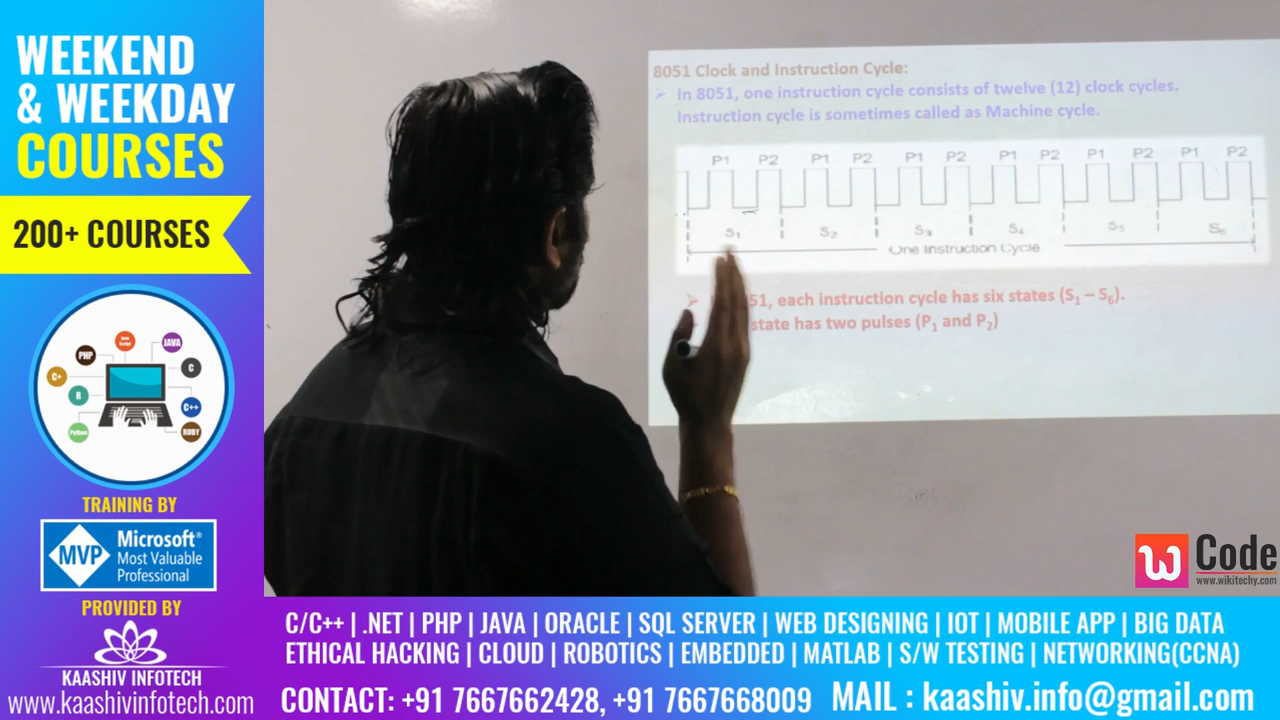 WEEKEND
& WEEKDAY
COURSES
200+ COURSES
PHP
Java
Script
JAVA
C+
C
R
C++
Python
RUBY
TRAINING BY
MVP
Microsoft®
Most Valuable
Professional
PROVIDED BY
KAASHIV INFOTECH
www.kaashivinfotech.com
8051 Clock and Instruction Cycle:
➢ In 8051, one instruction cycle consists of twelve (12) clock cycles.
Instruction cycle is sometimes called as Machine cycle.
P1 P2 P1 P2 P1 P2 P1 P2 P1 P2 P1 P2
S1 S2 S3 S4 S5 S6
One Instruction Cycle
➢ 51, each instruction cycle has six states (S1 – S6).
state has two pulses (P1 and P2)
W Code
www.wikitechy.com
C/C++ | .NET | PHP | JAVA | ORACLE | SQL SERVER | WEB DESIGNING | IOT | MOBILE APP | BIG DATA
ETHICAL HACKING | CLOUD | ROBOTICS | EMBEDDED | MATLAB | S/W TESTING | NETWORKING(CCNA)
CONTACT: +91 7667662428, +91 7667668009 MAIL : kaashiv.info@gmail.com